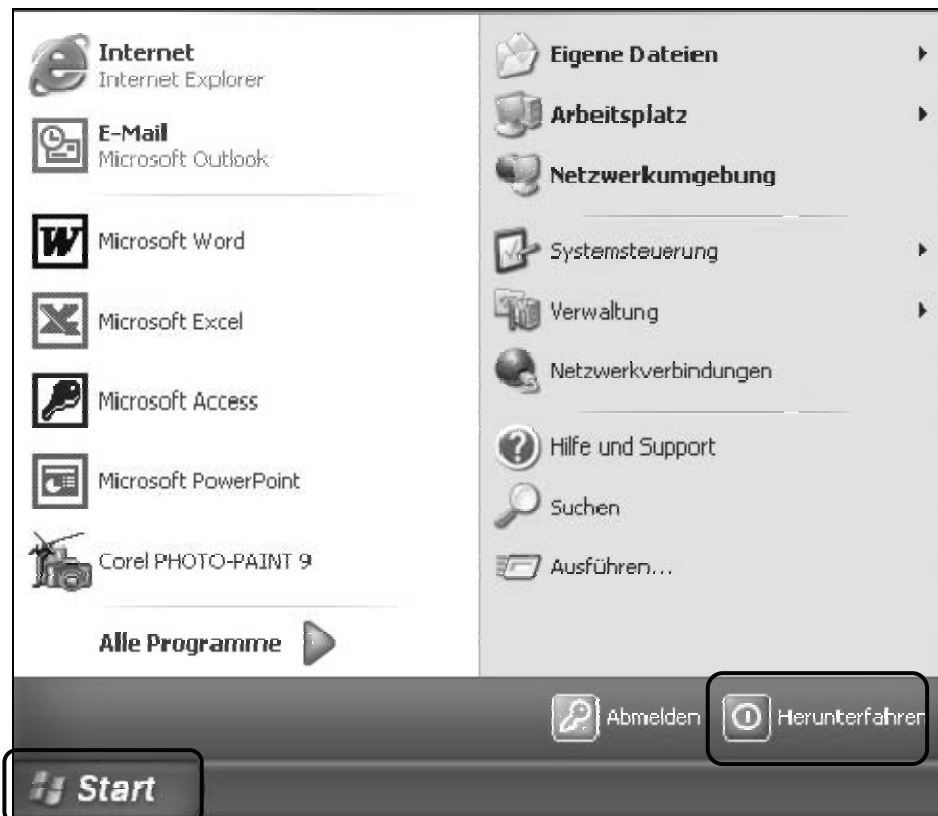 Internet
Internet Explorer
E-Mail
Microsoft Outlook
Microsoft Word
Microsoft Excel
Microsoft Access
Microsoft PowerPoint
Corel PHOTO-PAINT 9
Alle Programme
Eigene Dateien
Arbeitsplatz
Netzwerkumgebung
Systemsteuerung
Verwaltung
Netzwerkverbindungen
Hilfe und Support
Suchen
Ausführen...
Abmelden
Herunterfahren
Start